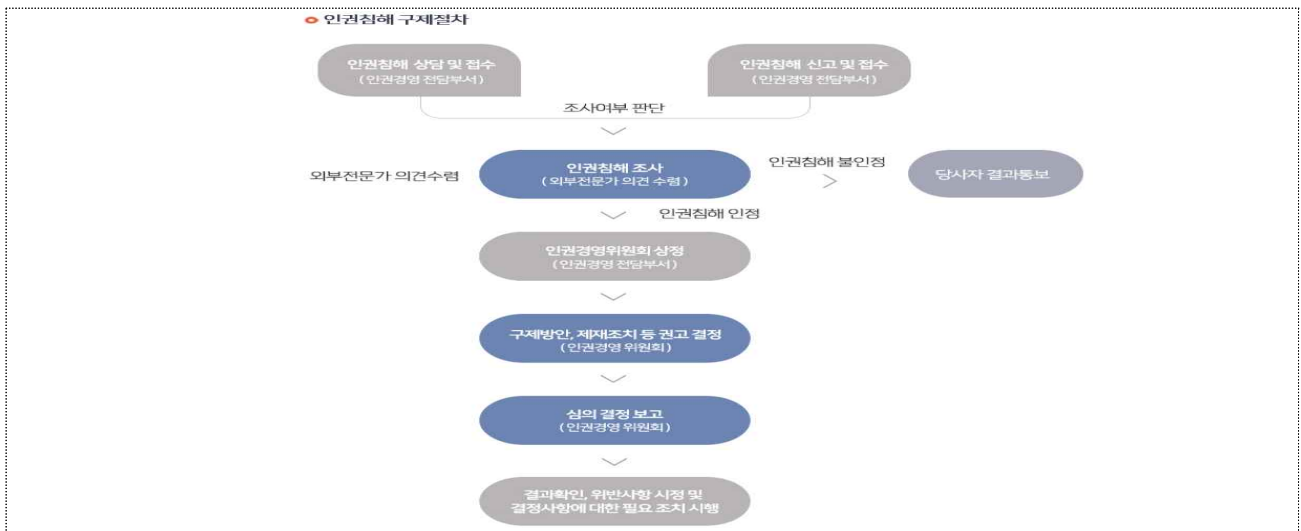 인권침해 구제절차
인권침해 상담 및 접수
(인권경영 전담부서)
인권침해 신고 및 접수
(인권경영 전담부서)
조사여부 판단
외부전문가 의견수렴
인권침해 조사
(외부전문가 의견 수렴)
인권침해 불인정
당사자 결과통보
인권침해 인정
인권경영위원회 상정
(인권경영 전담부서)
구제방안, 제재조치 등 권고 결정
(인권경영 위원회)
심의 결정 보고
(인권경영 위원회)
결과확인, 위반사항 시정 및
결정사항에 대한 필요 조치 시행